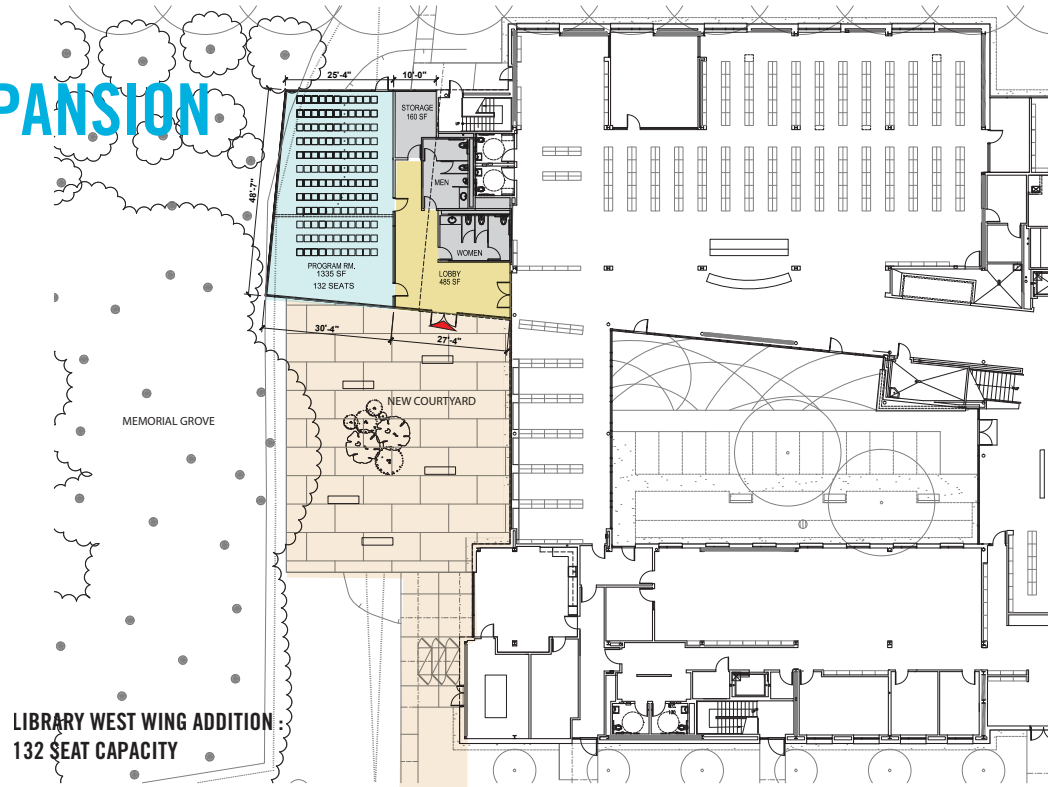 PANSION
25'-4"
10'-0"
STORAGE
160 SF
MEN
48'-7"
WOMEN
PROGRAM RM.
1335 SF
132 SEATS
LOBBY
485 SF
30'-4"
27'-4"
NEW COURTYARD
MEMORIAL GROVE
LIBRARY WEST WING ADDITION :
132 SEAT CAPACITY